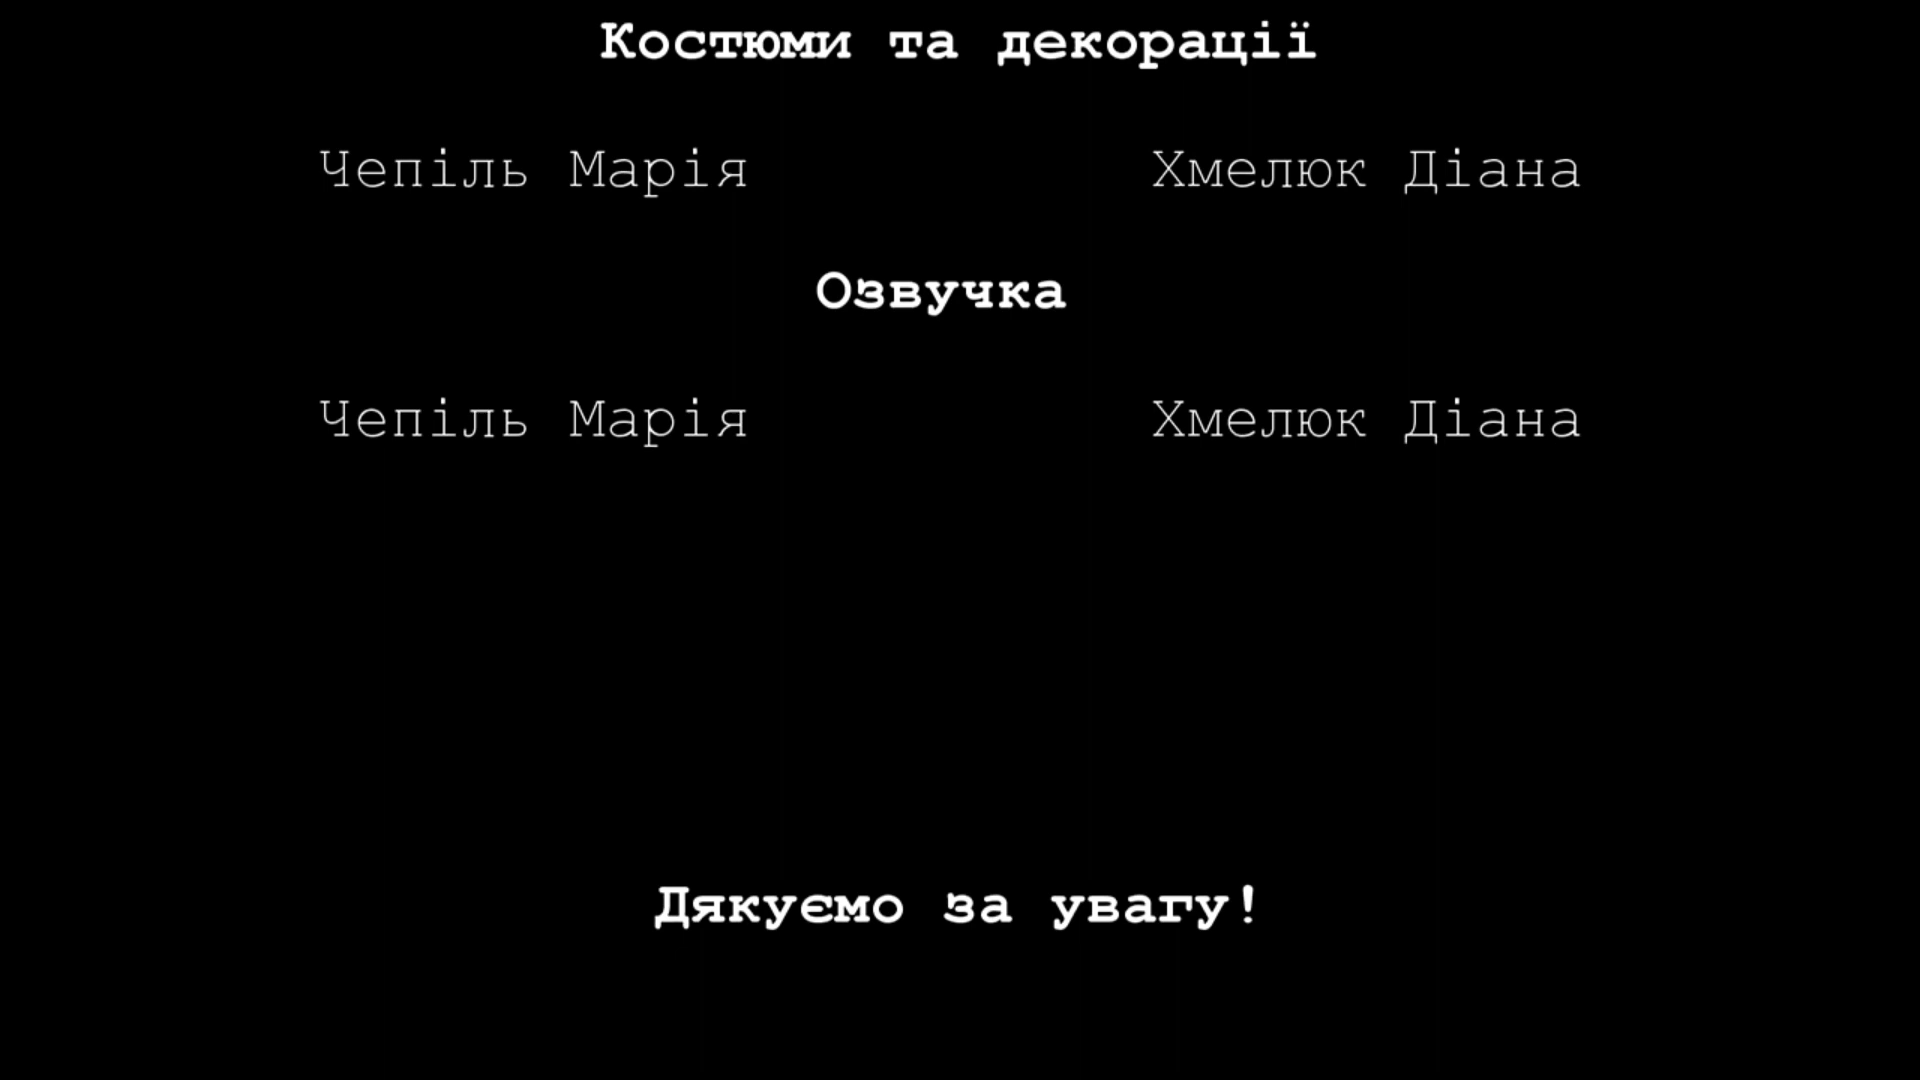 Костюми та декорації
Чепіль Марія Хмелюк Діана
Озвучка
Чепіль Марія Хмелюк Діана
Дякуємо за увагу!